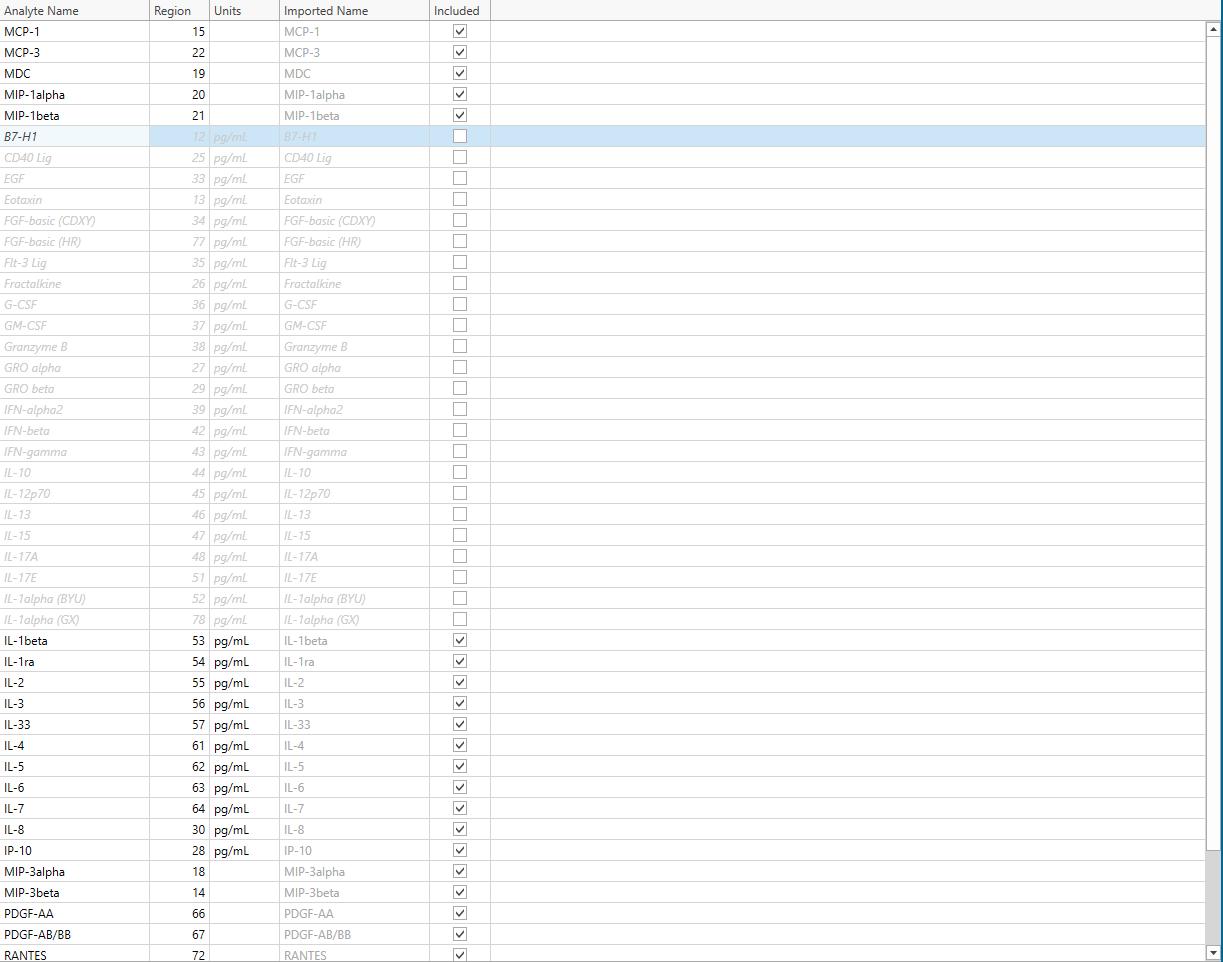 Analyte Name Region Units Imported Name Included
MCP-1 15 MCP-1
MCP-3 22 MCP-3
MDC 19 MDC
MIP-1alpha 20 MIP-1alpha
MIP-1beta 21 MIP-1beta
B7-H1 12 pg/mL B7-H1
CD40 Lig 25 pg/mL CD40 Lig
EGF 33 pg/mL EGF
Eotaxin 13 pg/mL Eotaxin
FGF-basic (CDXY) 34 pg/mL FGF-basic (CDXY)
FGF-basic (HR) 77 pg/mL FGF-basic (HR)
Flt-3 Lig 35 pg/mL Flt-3 Lig
Fractalkine 26 pg/mL Fractalkine
G-CSF 36 pg/mL G-CSF
GM-CSF 37 pg/mL GM-CSF
Granzyme B 38 pg/mL Granzyme B
GRO alpha 27 pg/mL GRO alpha
GRO beta 29 pg/mL GRO beta
IFN-alpha2 39 pg/mL IFN-alpha2
IFN-beta 42 pg/mL IFN-beta
IFN-gamma 43 pg/mL IFN-gamma
IL-10 44 pg/mL IL-10
IL-12p70 45 pg/mL IL-12p70
IL-13 46 pg/mL IL-13
IL-15 47 pg/mL IL-15
IL-17A 48 pg/mL IL-17A
IL-17E 51 pg/mL IL-17E
IL-1alpha (BYU) 52 pg/mL IL-1alpha (BYU)
IL-1alpha (GX) 78 pg/mL IL-1alpha (GX)
IL-1beta 53 pg/mL IL-1beta
IL-1ra 54 pg/mL IL-1ra
IL-2 55 pg/mL IL-2
IL-3 56 pg/mL IL-3
IL-33 57 pg/mL IL-33
IL-4 61 pg/mL IL-4
IL-5 62 pg/mL IL-5
IL-6 63 pg/mL IL-6
IL-7 64 pg/mL IL-7
IL-8 30 pg/mL IL-8
IP-10 28 pg/mL IP-10
MIP-3alpha 18 MIP-3alpha
MIP-3beta 14 MIP-3beta
PDGF-AA 66 PDGF-AA
PDGF-AB/BB 67 PDGF-AB/BB
RANTES 72 RANTES